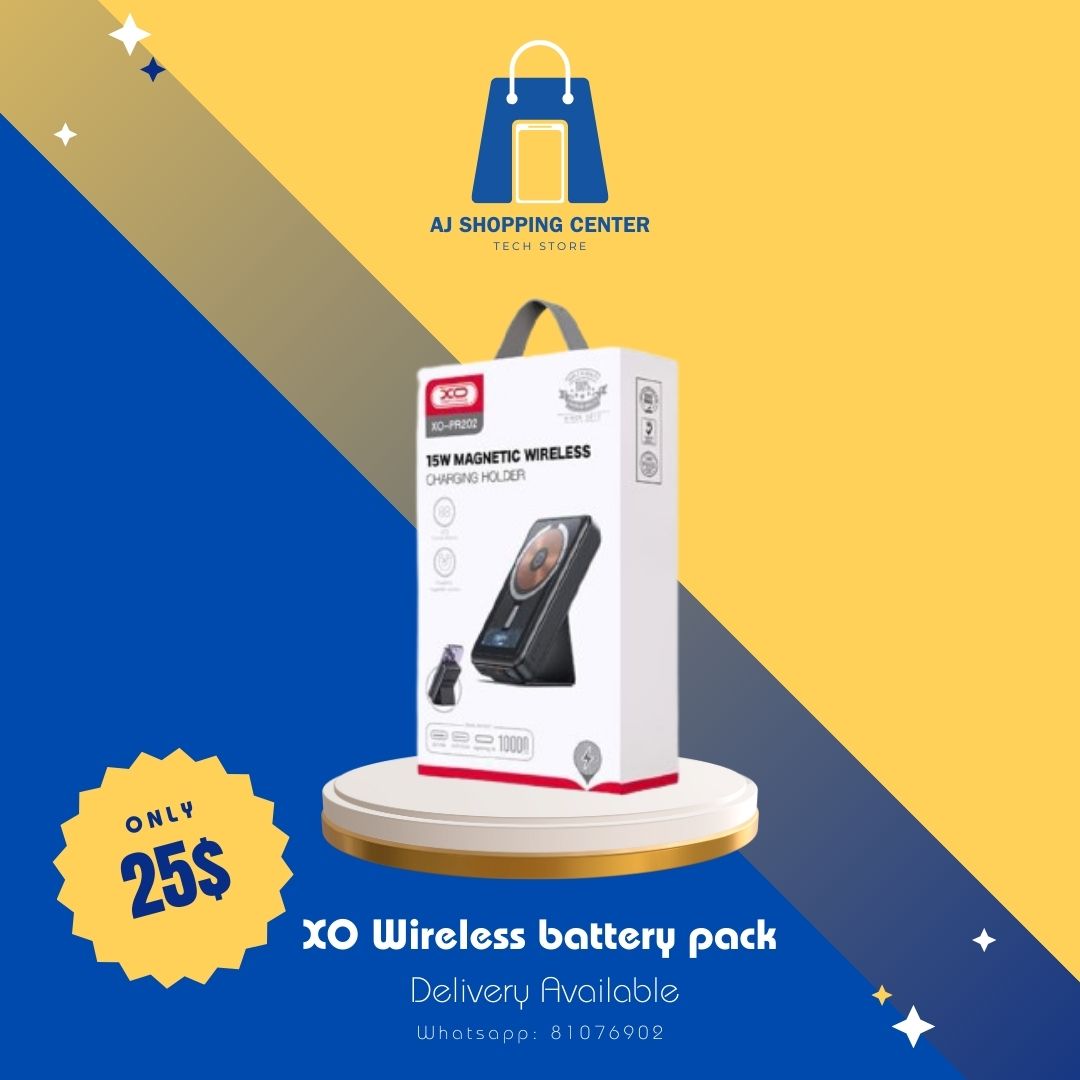 AJ SHOPPING CENTER
TECH STORE
XO
XO-PR202
15W MAGNETIC WIRELESS
CHARGING HOLDER
ONLY
25$
XO Wireless battery pack
Delivery Available
Whatsapp: 81076902